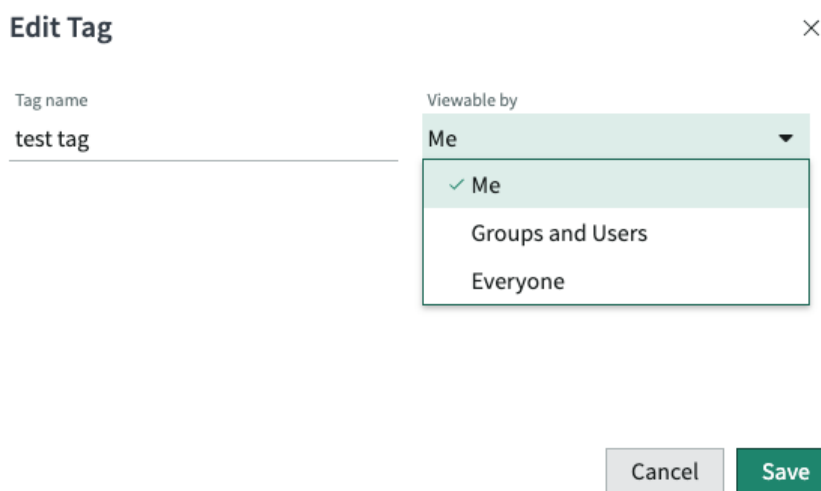 Edit Tag
Tag name
test tag
Viewable by
Me
Me
Groups and Users
Everyone
Cancel
Save